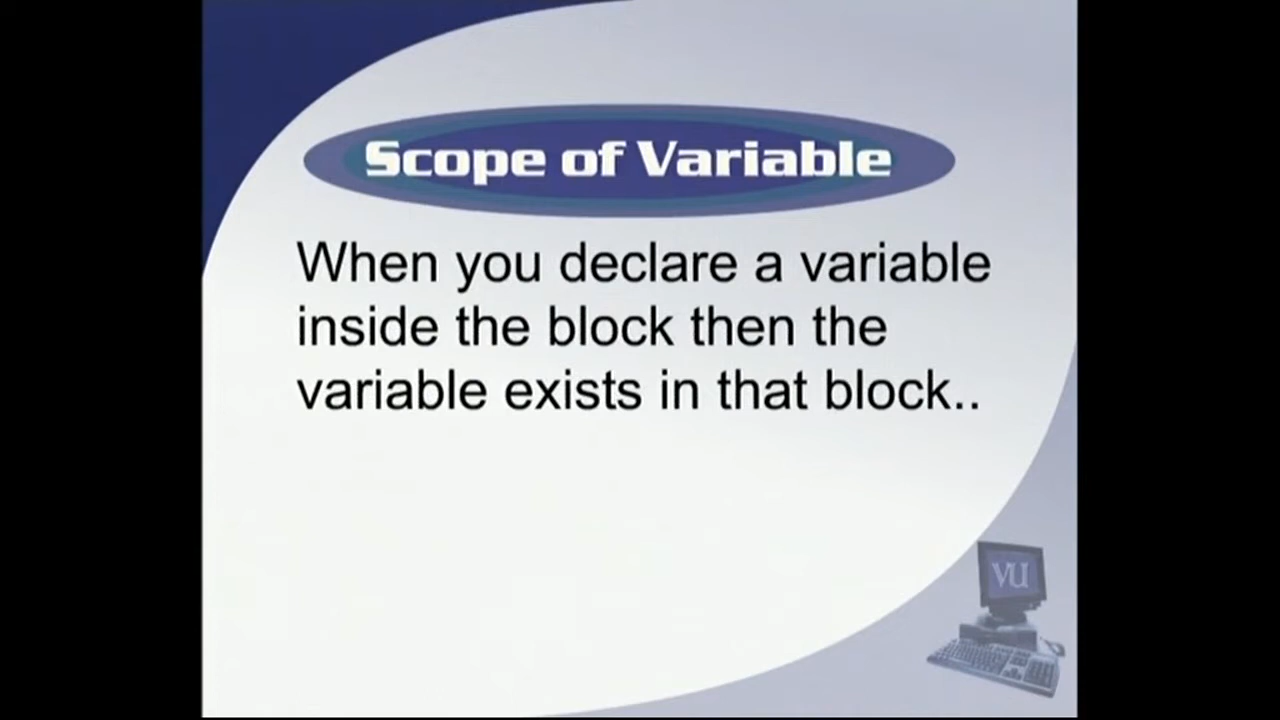 Scope of Variable
When you declare a variable
inside the block then the
variable exists in that block..
VU